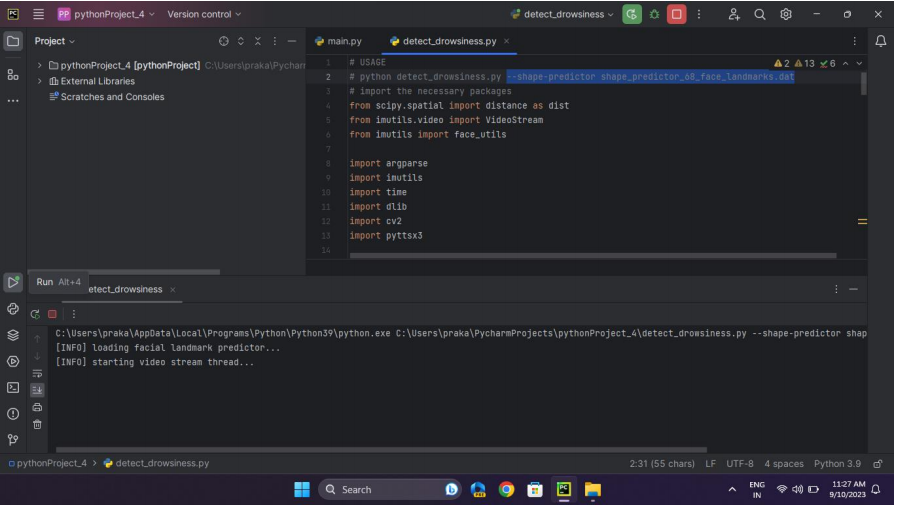 PC
PP pythonProject_4
Version control
detect_drowsiness
Project
main.py
detect_drowsiness.py
pythonProject_4 [pythonProject] C:\Users\praka\Pycharr
External Libraries
Scratches and Consoles
2 13 6
1 # USAGE
2 # python detect_drowsiness.py --shape-predictor shape_predictor_68_face_landmarks.dat
3 # import the necessary packages
4 from scipy.spatial import distance as dist
5 from imutils.video import VideoStream
6 from imutils import face_utils
7
8 import argparse
9 import imutils
10 import time
11 import dlib
12 import cv2
13 import pyttsx3
14
Run Alt+4
etect_drowsiness
C:\Users\praka\AppData\Local\Programs\Python\Python39\python.exe C:\Users\praka\PycharmProjects\pythonProject_4\detect_drowsiness.py --shape-predictor shap
[INFO] loading facial landmark predictor...
[INFO] starting video stream thread...
pythonProject_4 > detect_drowsiness.py
2:31 (55 chars) LF UTF-8 4 spaces Python 3.9
Search
PC
ENG
IN
11:27 AM
9/10/2023